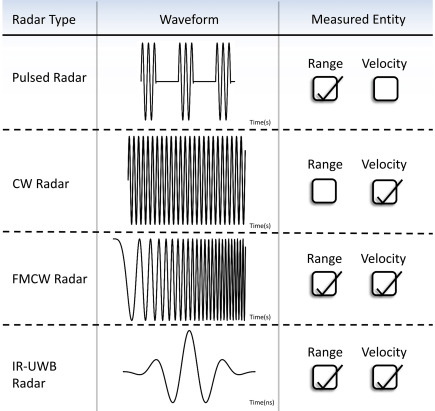 Radar Type Waveform Measured Entity
Pulsed Radar
Range Velocity
Time(s)
CW Radar
Range Velocity
Time(s)
FMCW Radar
Range Velocity
Time(s)
IR-UWB
Radar
Range Velocity
Time(ns)